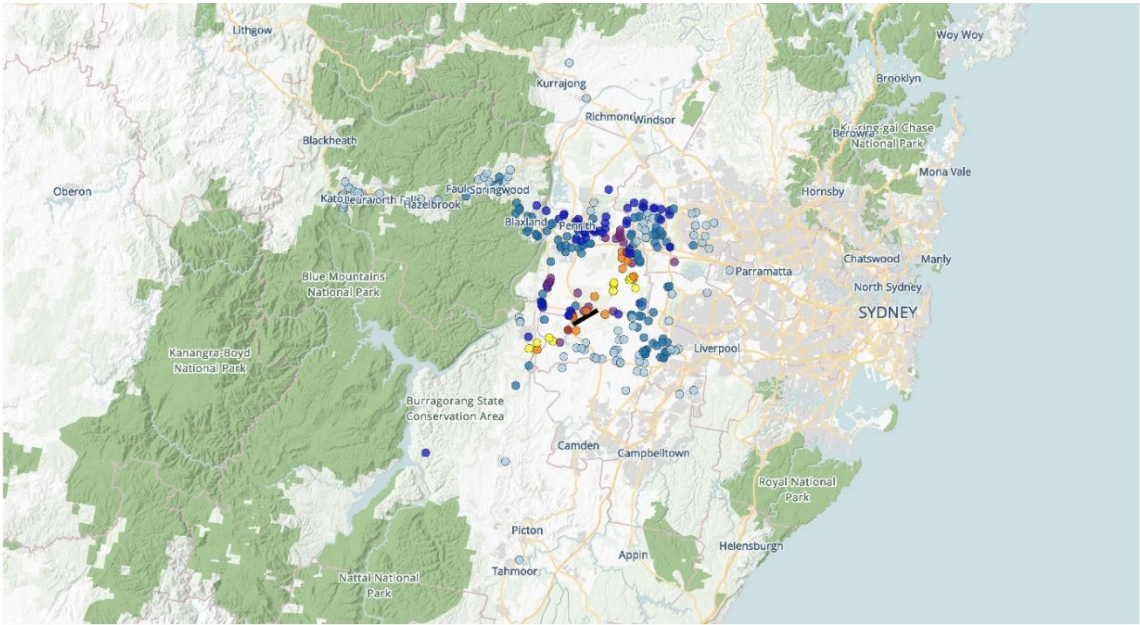 Lithgow
Woy Woy
Brooklyn
Kurrajong
Richmond
Windsor
Ku-ring-gai Chase
National Park
Berowra
Blackheath
Mona Vale
Oberon
Springwood
Hazelbrook
Hornsby
Blaxland
Penrith
Chatswood
Manly
Parramatta
Blue Mountains
National Park
North Sydney
SYDNEY
Kanangra-Boyd
National Park
Liverpool
Burragorang State
Conservation Area
Camden
Campbelltown
Royal National
Park
Picton
Helensburgh
Appin
Tahmoor
Nattai National
Park